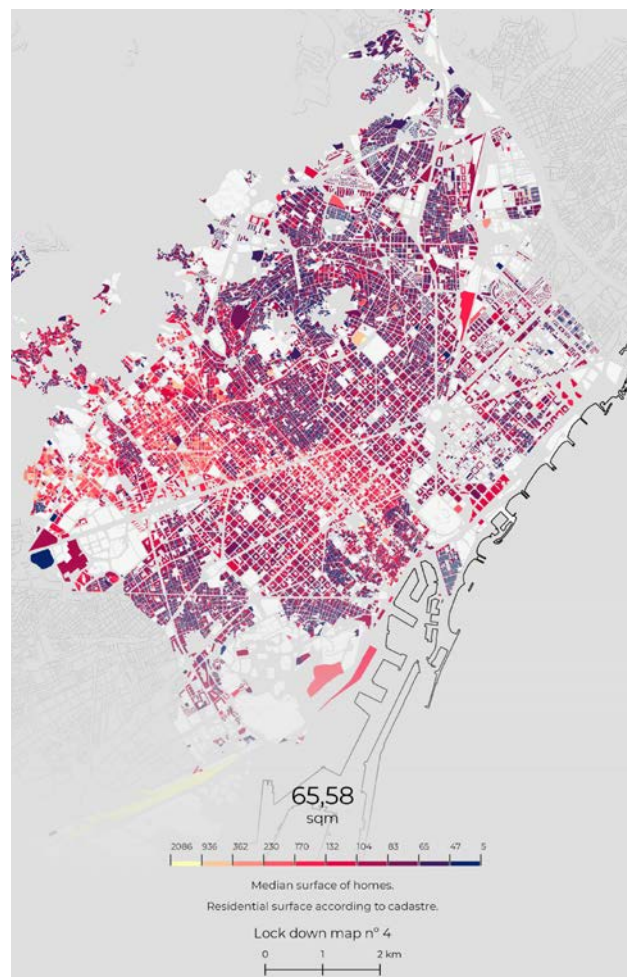 65,58
sqm
2086 936 362 230 170 132 104 83 65 47 5
Median surface of homes.
Residential surface according to cadastre.
Lock down map nº 4
0 1 2 km